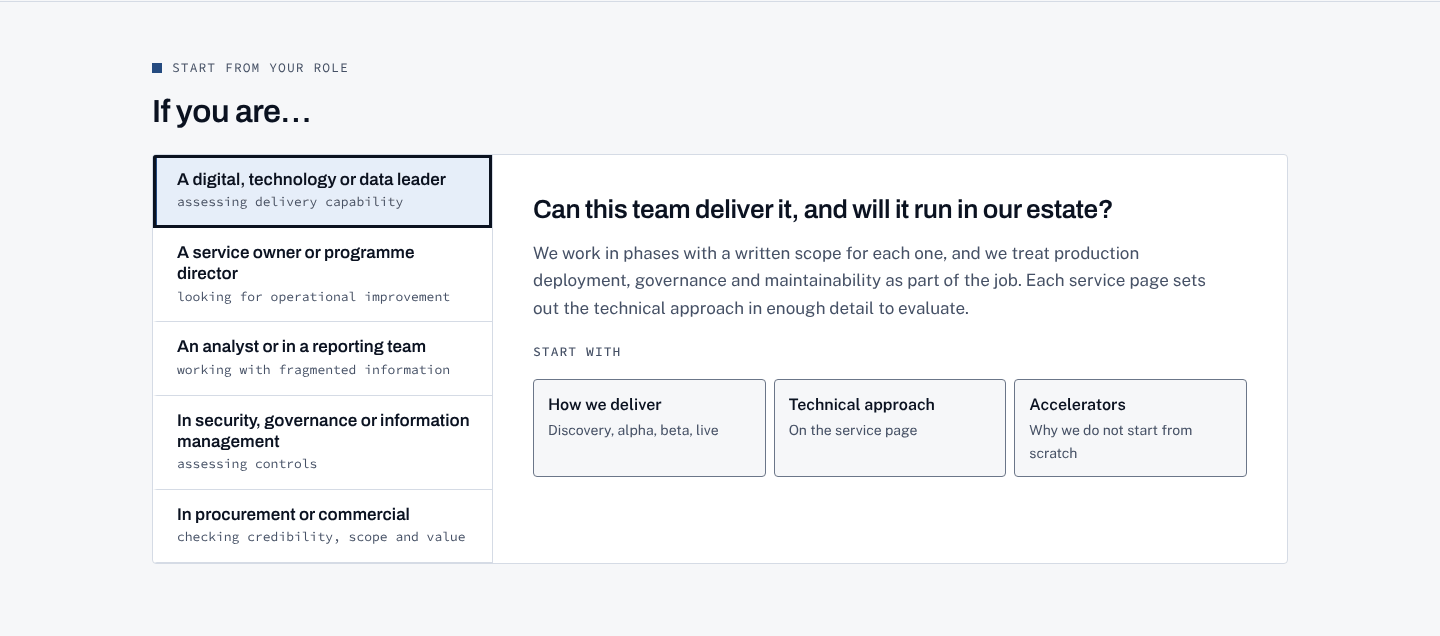 START FROM YOUR ROLE
If you are...
A digital, technology or data leader
assessing delivery capability
A service owner or programme
director
looking for operational improvement
An analyst or in a reporting team
working with fragmented information
In security, governance or information
management
assessing controls
In procurement or commercial
checking credibility, scope and value
Can this team deliver it, and will it run in our estate?
We work in phases with a written scope for each one, and we treat production
deployment, governance and maintainability as part of the job. Each service page sets
out the technical approach in enough detail to evaluate.
START WITH
How we deliver
Discovery, alpha, beta, live
Technical approach
On the service page
Accelerators
Why we do not start from
scratch